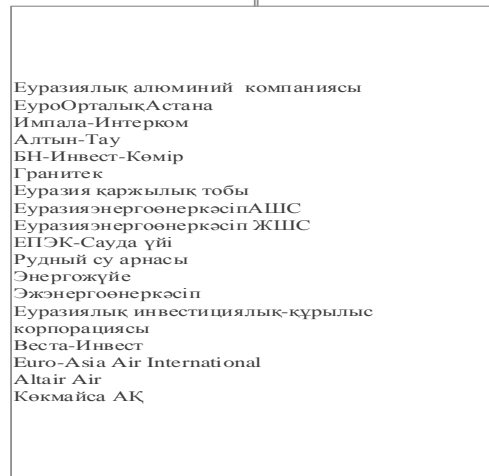 Еуразиялық алюминий компаниясы
ЕуроОрталықАстана
Импала-Интерком
Алтын-Тау
БН-Инвест-Көмір
Гранитек
Еуразия қаржылық тобы
ЕуразияэнергоөнеркәсіпАШС
Еуразияэнергоөнеркәсіп ЖШС
ЕПЭК-Сауда үйі
Рудный су арнасы
Энергожүйе
Эжэнергоөнеркәсіп
Еуразиялық инвестициялық-құрылыс
корпорациясы
Веста-Инвест
Euro-Asia Air International
Altair Air
Көкмайса АҚ